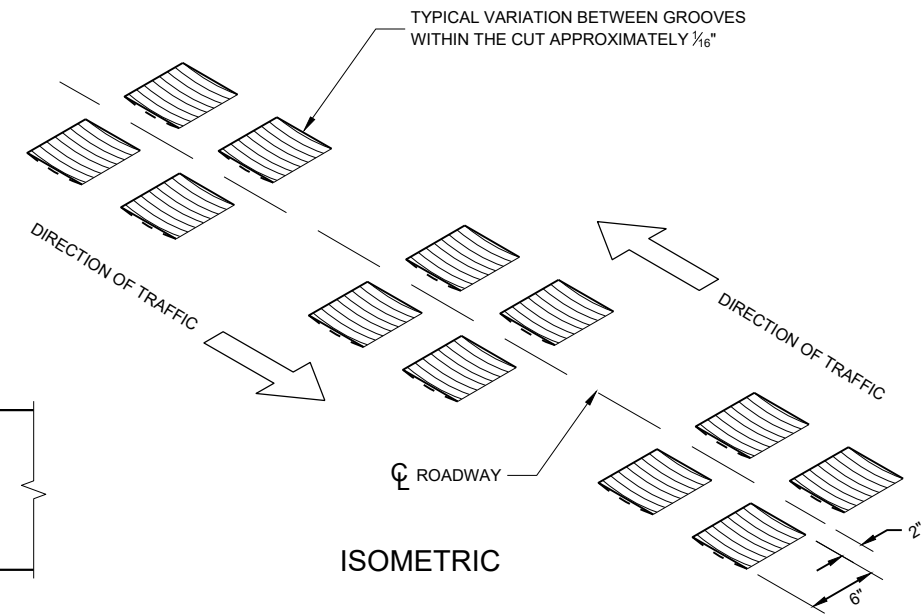 TYPICAL VARIATION BETWEEN GROOVES
WITHIN THE CUT APPROXIMATELY 1/16"
DIRECTION OF TRAFFIC
DIRECTION OF TRAFFIC
℄ ROADWAY
2"
6"
ISOMETRIC